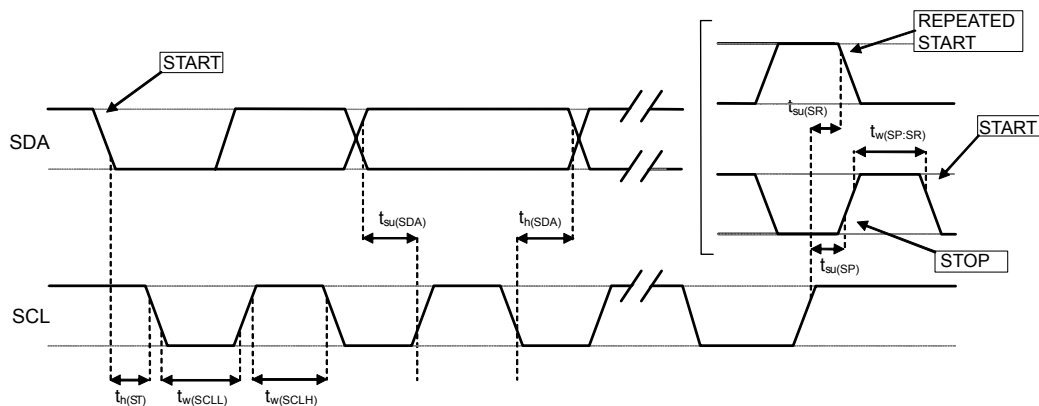 REPEATED
START
START
t_su(SR)
START
t_w(SP:SR)
SDA
t_su(SDA)
t_h(SDA)
STOP
t_su(SP)
SCL
t_h(ST)
t_w(SCLL)
t_w(SCLH)